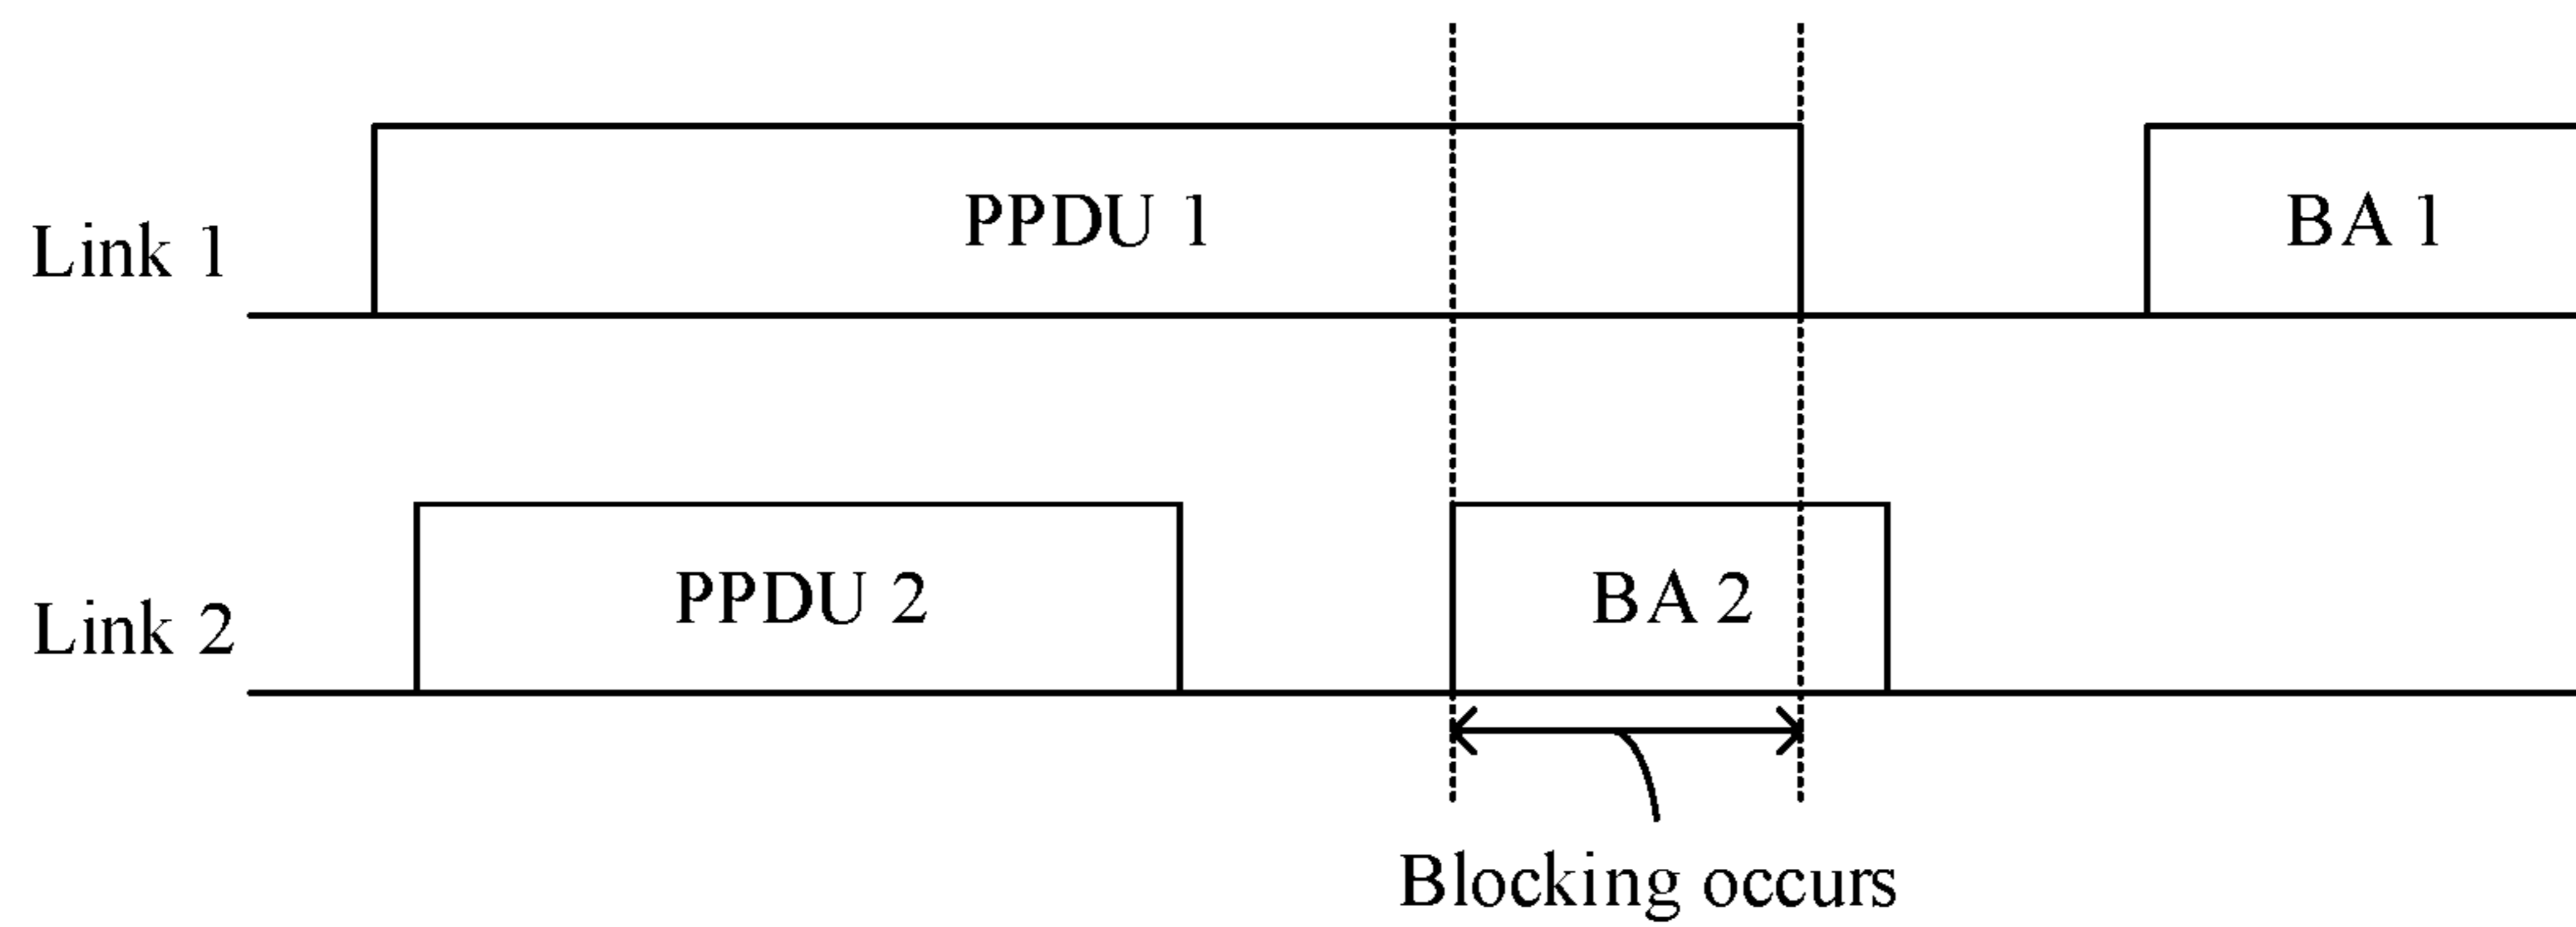 Link 1
PPDU 1
BA 1
Link 2
PPDU 2
BA 2
Blocking occurs